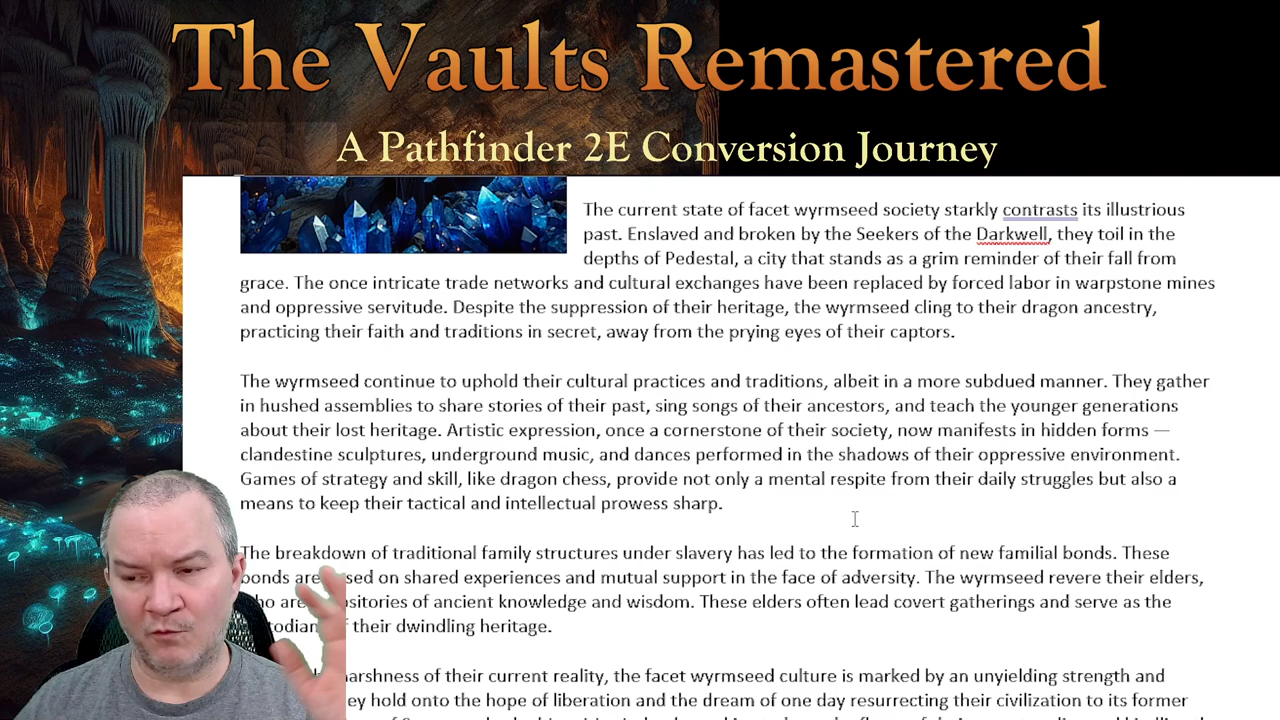 The Vaults Remastered
A Pathfinder 2E Conversion Journey
The current state of facet wyrmseed society starkly contrasts its illustrious
past. Enslaved and broken by the Seekers of the Darkwell, they toil in the
depths of Pedestal, a city that stands as a grim reminder of their fall from
grace. The once intricate trade networks and cultural exchanges have been replaced by forced labor in warpstone mines
and oppressive servitude. Despite the suppression of their heritage, the wyrmseed cling to their dragon ancestry,
practicing their faith and traditions in secret, away from the prying eyes of their captors.
The wyrmseed continue to uphold their cultural practices and traditions, albeit in a more subdued manner. They gather
in hushed assemblies to share stories of their past, sing songs of their ancestors, and teach the younger generations
about their lost heritage. Artistic expression, once a cornerstone of their society, now manifests in hidden forms —
clandestine sculptures, underground music, and dances performed in the shadows of their oppressive environment.
Games of strategy and skill, like dragon chess, provide not only a mental respite from their daily struggles but also a
means to keep their tactical and intellectual prowess sharp.
The breakdown of traditional family structures under slavery has led to the formation of new familial bonds. These
bonds are on shared experiences and mutual support in the face of adversity. The wyrmseed revere their elders,
are of ancient knowledge and wisdom. These elders often lead covert gatherings and serve as the
their dwindling heritage.
of their current reality, the facet wyrmseed culture is marked by an unyielding strength and
hold onto the hope of liberation and the dream of one day resurrecting their civilization to its former